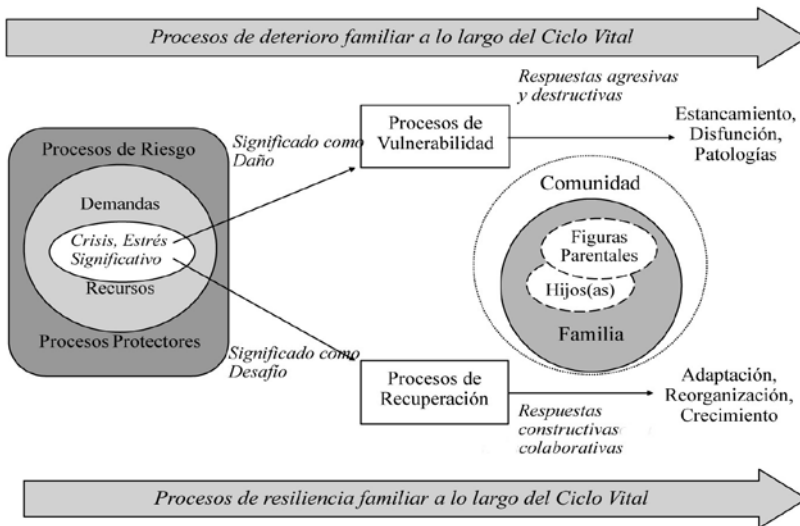 Procesos de deterioro familiar a lo largo del Ciclo Vital
Respuestas agresivas
y destructivas
Procesos de Riesgo
Significado como
Daño
Procesos de
Vulnerabilidad
Estancamiento,
Disfunción,
Patologías
Demandas
Crisis, Estrés
Significativo
Recursos
Procesos Protectores
Comunidad
Figuras
Parentales
Hijos(as)
Familia
Significado como
Desafío
Procesos de
Recuperación
Respuestas
constructivas
colaborativas
Adaptación,
Reorganización,
Crecimiento
Procesos de resiliencia familiar a lo largo del Ciclo Vital